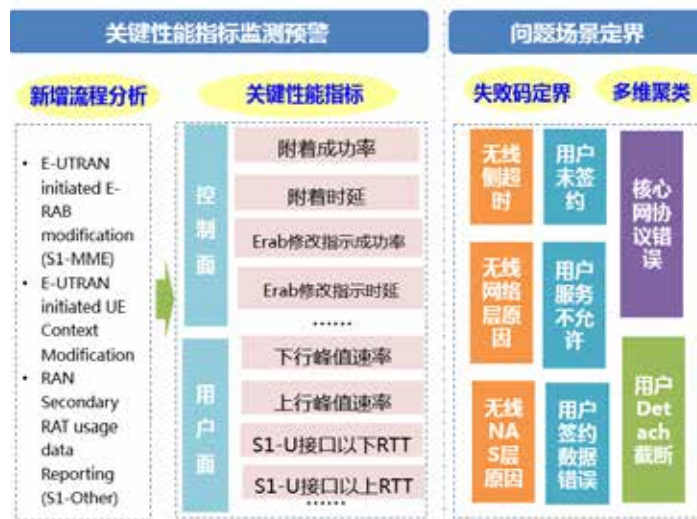 关键性能指标监测预警
问题场景定界
新增流程分析
关键性能指标
失败码定界
多维聚类
• E-UTRAN
initiated E-
RAB
modification
(S1-MME)
• E-UTRAN
initiated UE
Context
Modification
• RAN
Secondary
RAT usage
data
Reporting
(S1-Other)
控
制
面
附着成功率
附着时延
Erab修改指示成功率
Erab修改指示时延
......
用
户
面
下行峰值速率
上行峰值速率
S1-U接口以下RTT
S1-U接口以上RTT
......
无线
侧超
时
用户
未签
约
无线
网络
层原
因
用户
服务
不允
许
无线
NA
S层
原因
用户
签约
数据
错误
核心
网协
议错
误
用户
Det
ach
截断